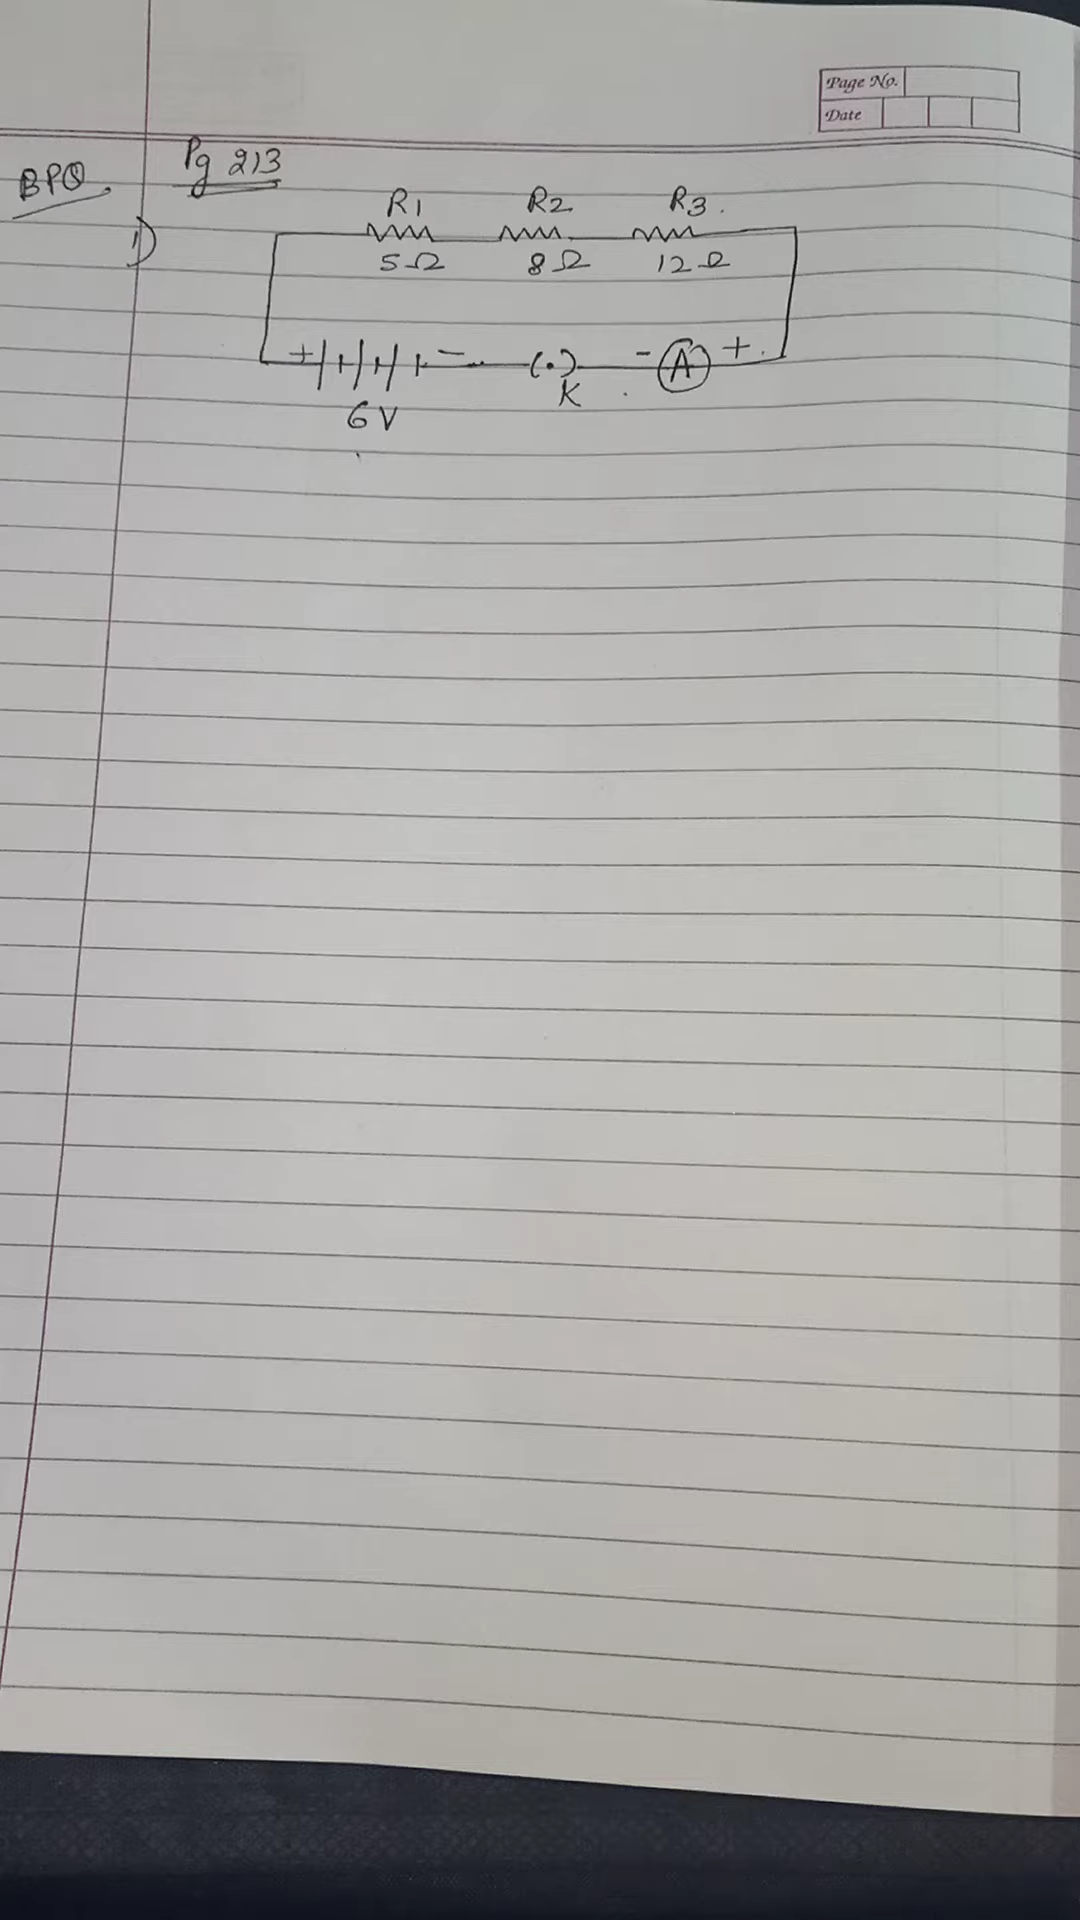 Page No.
Date
BPQ. Pg 213
1)
R1 R2 R3.
5Ω 8Ω 12Ω
+ - (.) - A +
K
6V